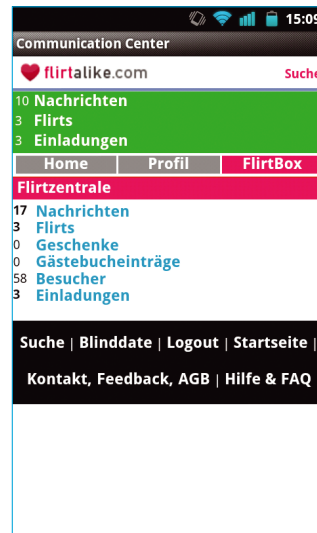 15:09
Communication Center
flirtalike.com
Suche
10 Nachrichten
3 Flirts
3 Einladungen
Home Profil FlirtBox
Flirtzentrale
17 Nachrichten
3 Flirts
0 Geschenke
0 Gästebucheinträge
58 Besucher
3 Einladungen
Suche | Blinddate | Logout | Startseite |
Kontakt, Feedback, AGB | Hilfe & FAQ